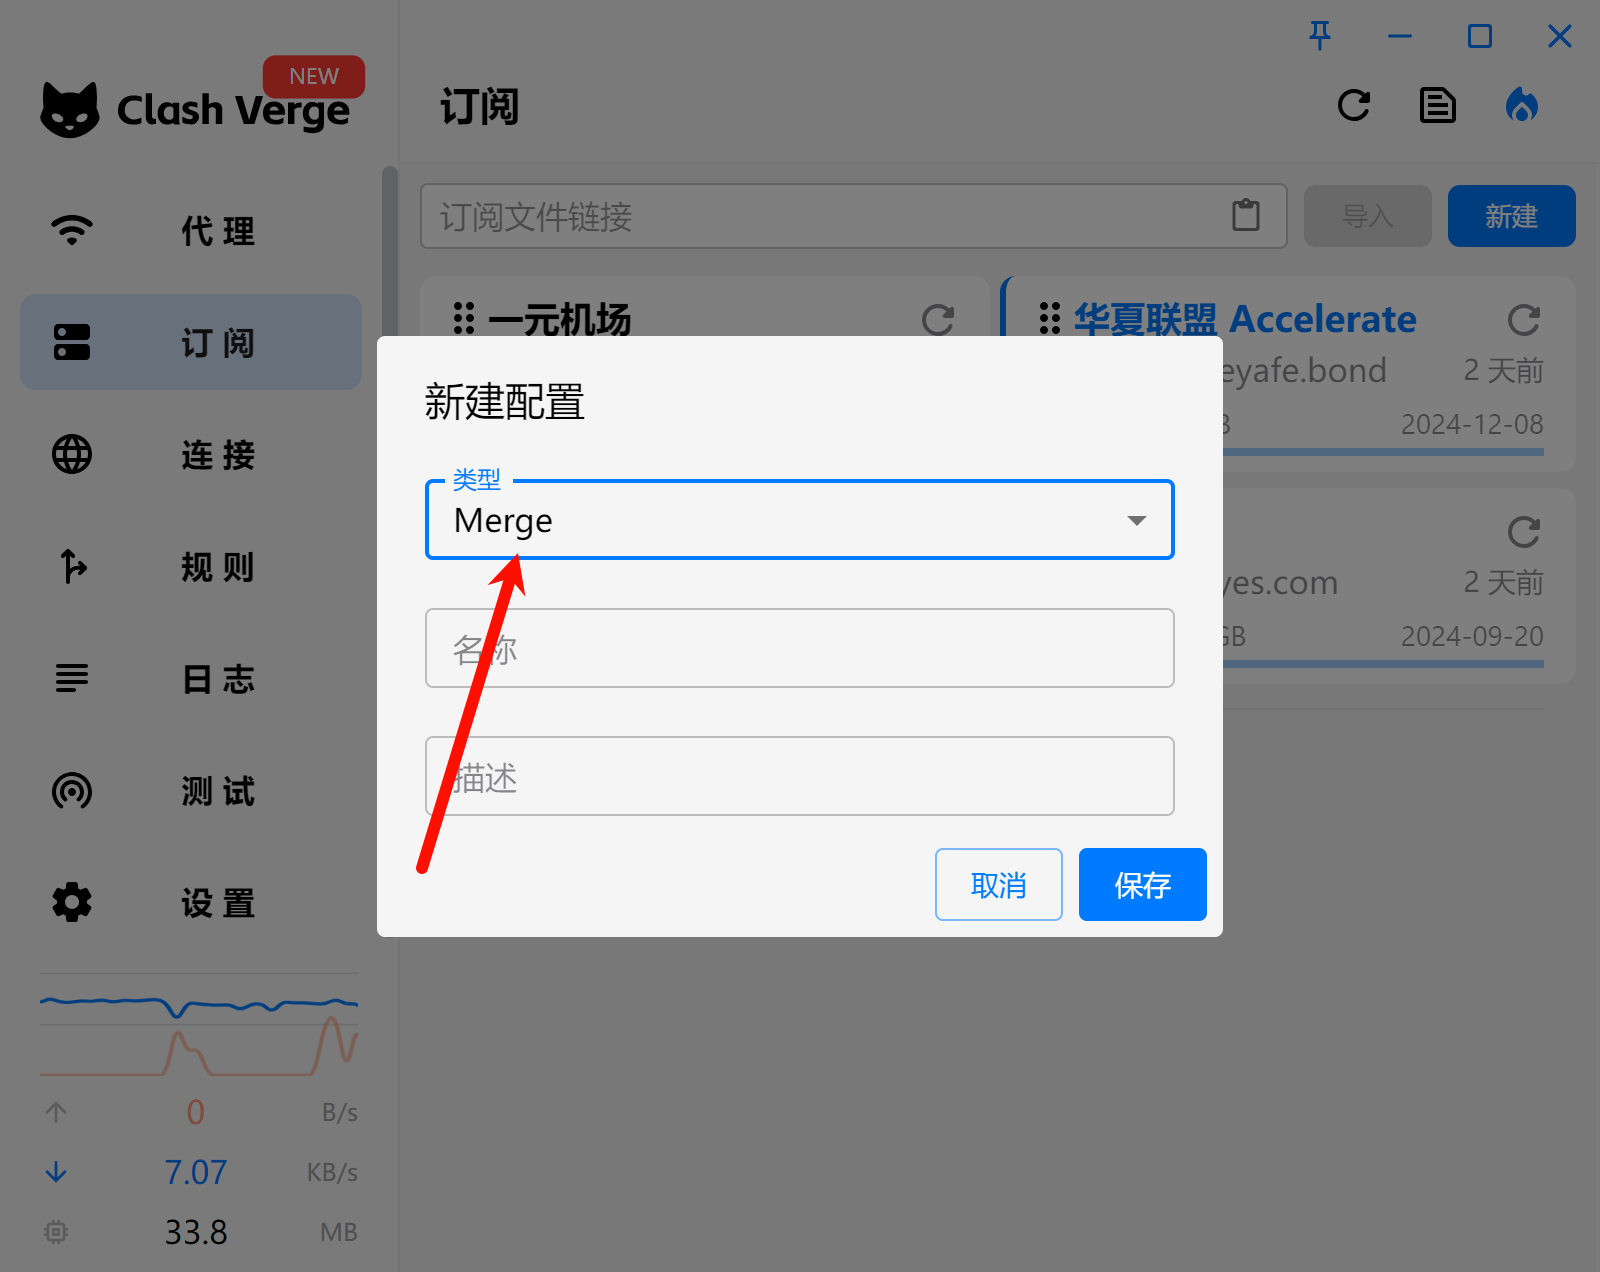 NEW
Clash Verge
代 理
订 阅
连 接
规 则
日 志
测 试
设 置
0 B/s
7.07 KB/s
33.8 MB
订阅
订阅文件链接
导入
新建
一元机场
华夏联盟 Accelerate
eyafe.bond
2 天前
2024-12-08
yes.com
2 天前
GB
2024-09-20
新建配置
类型
Merge
名称
描述
取消
保存